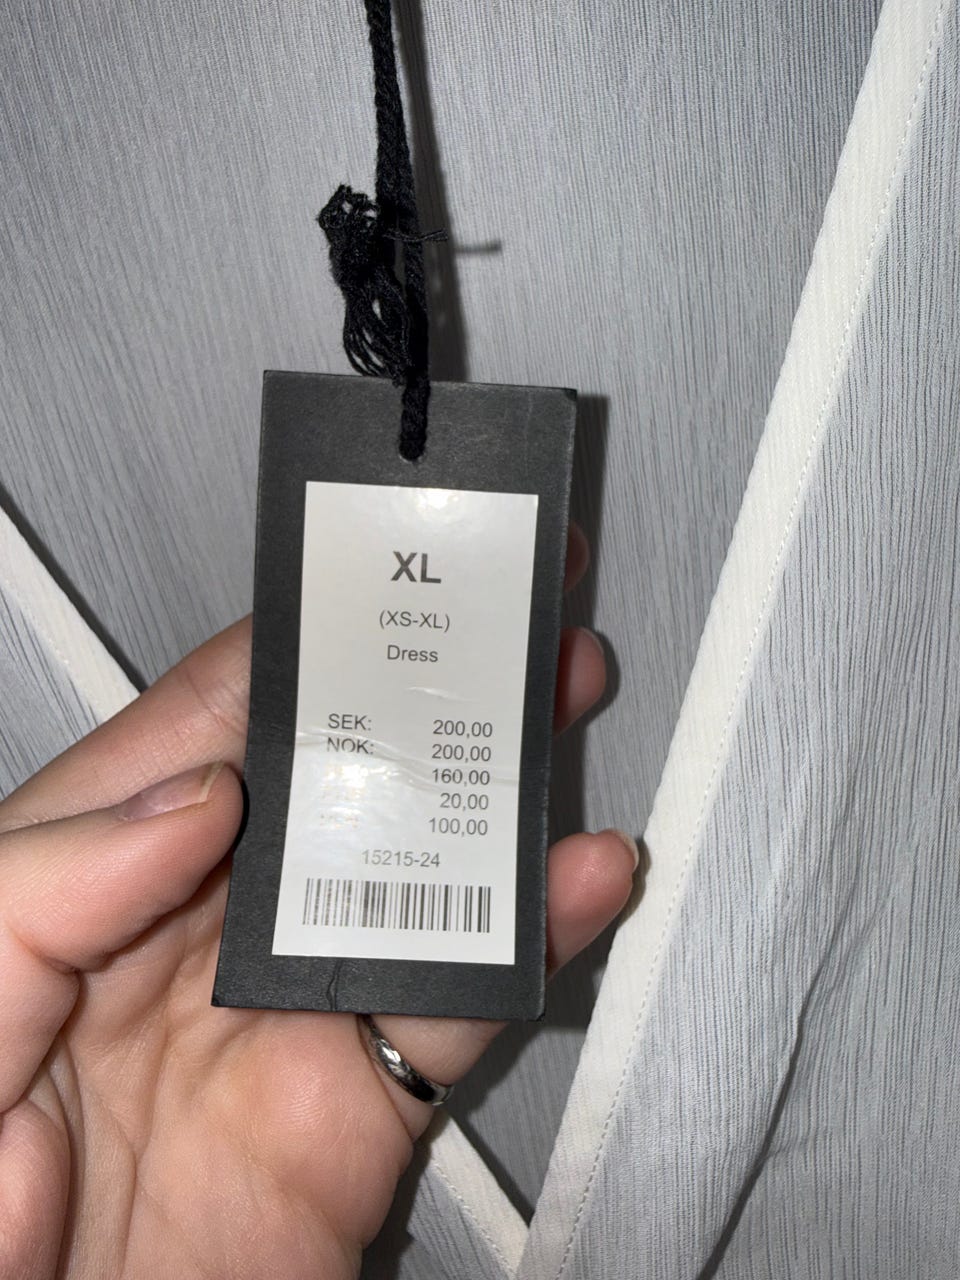 XL
(XS-XL)
Dress
SEK: 200,00
NOK: 200,00
160,00
20,00
100,00
15215-24